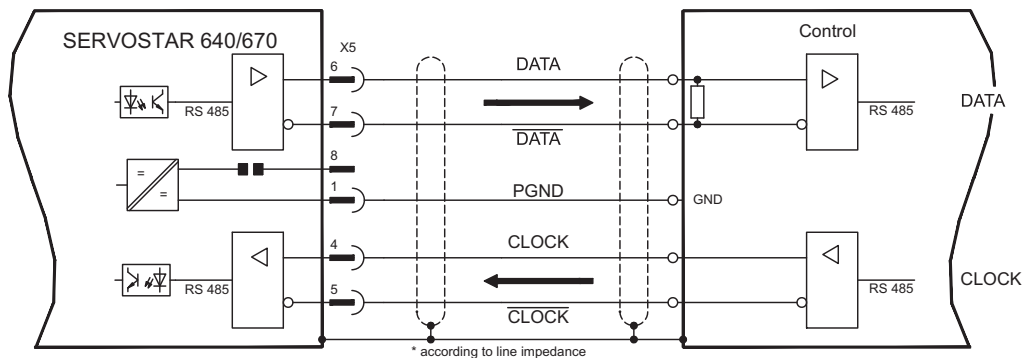 SERVOSTAR 640/670
X5
Control
6
DATA
RS 485
RS 485
DATA
7
DATA
8
=
=
1
PGND
GND
4
CLOCK
RS 485
RS 485
CLOCK
5
CLOCK
* according to line impedance